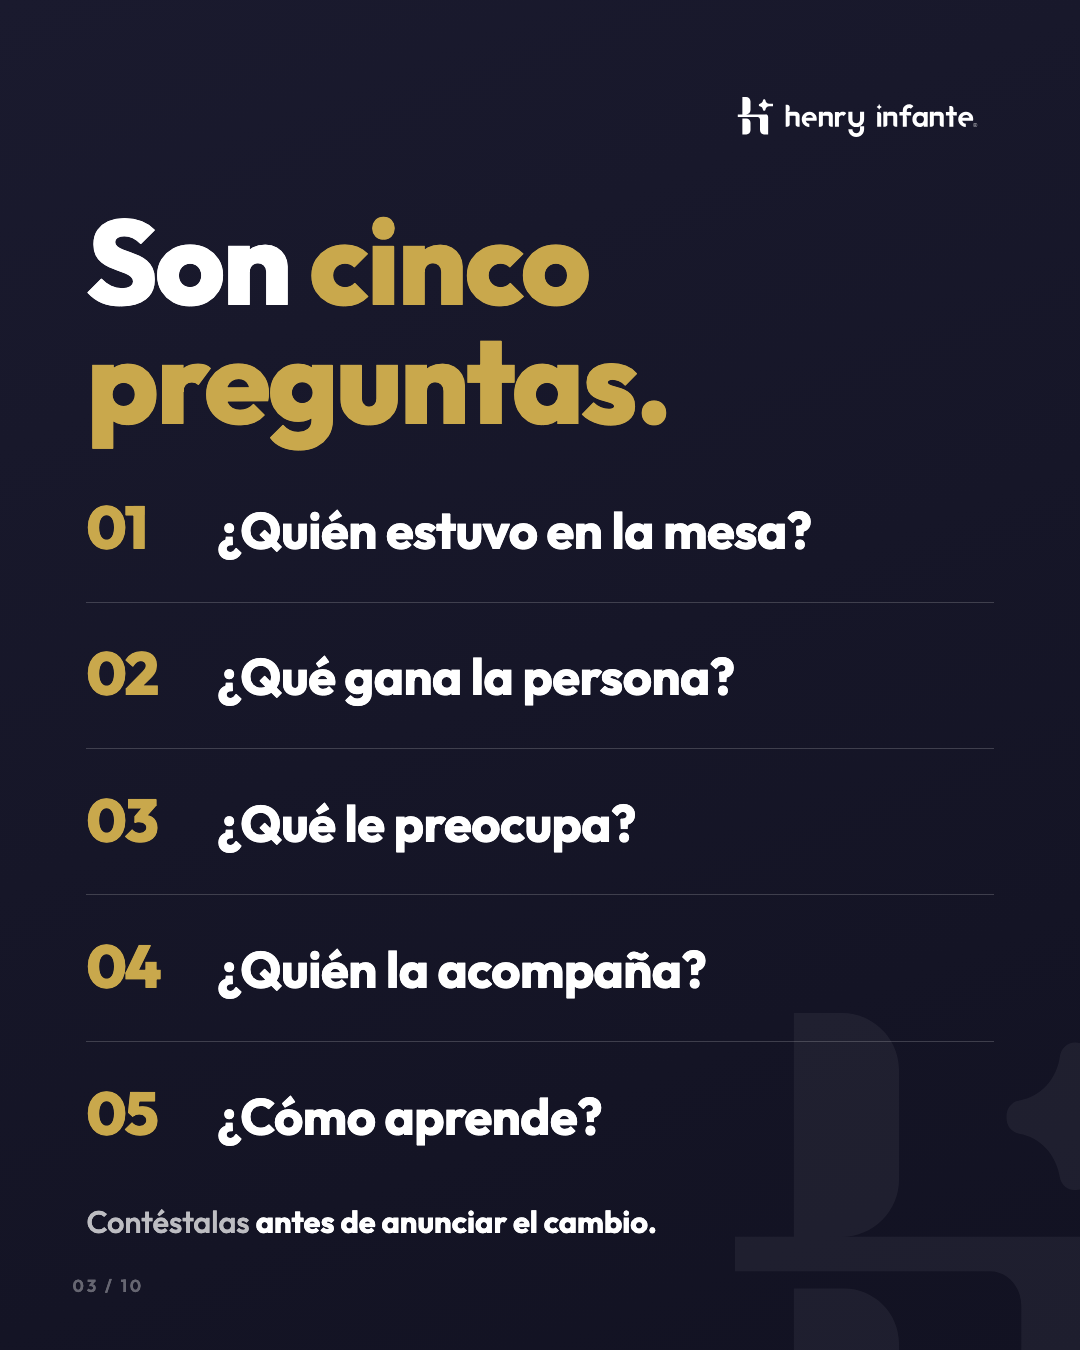 henry infante
Son cinco
preguntas.
01 ¿Quién estuvo en la mesa?
02 ¿Qué gana la persona?
03 ¿Qué le preocupa?
04 ¿Quién la acompaña?
05 ¿Cómo aprende?
Contéstalas antes de anunciar el cambio.
03 / 10